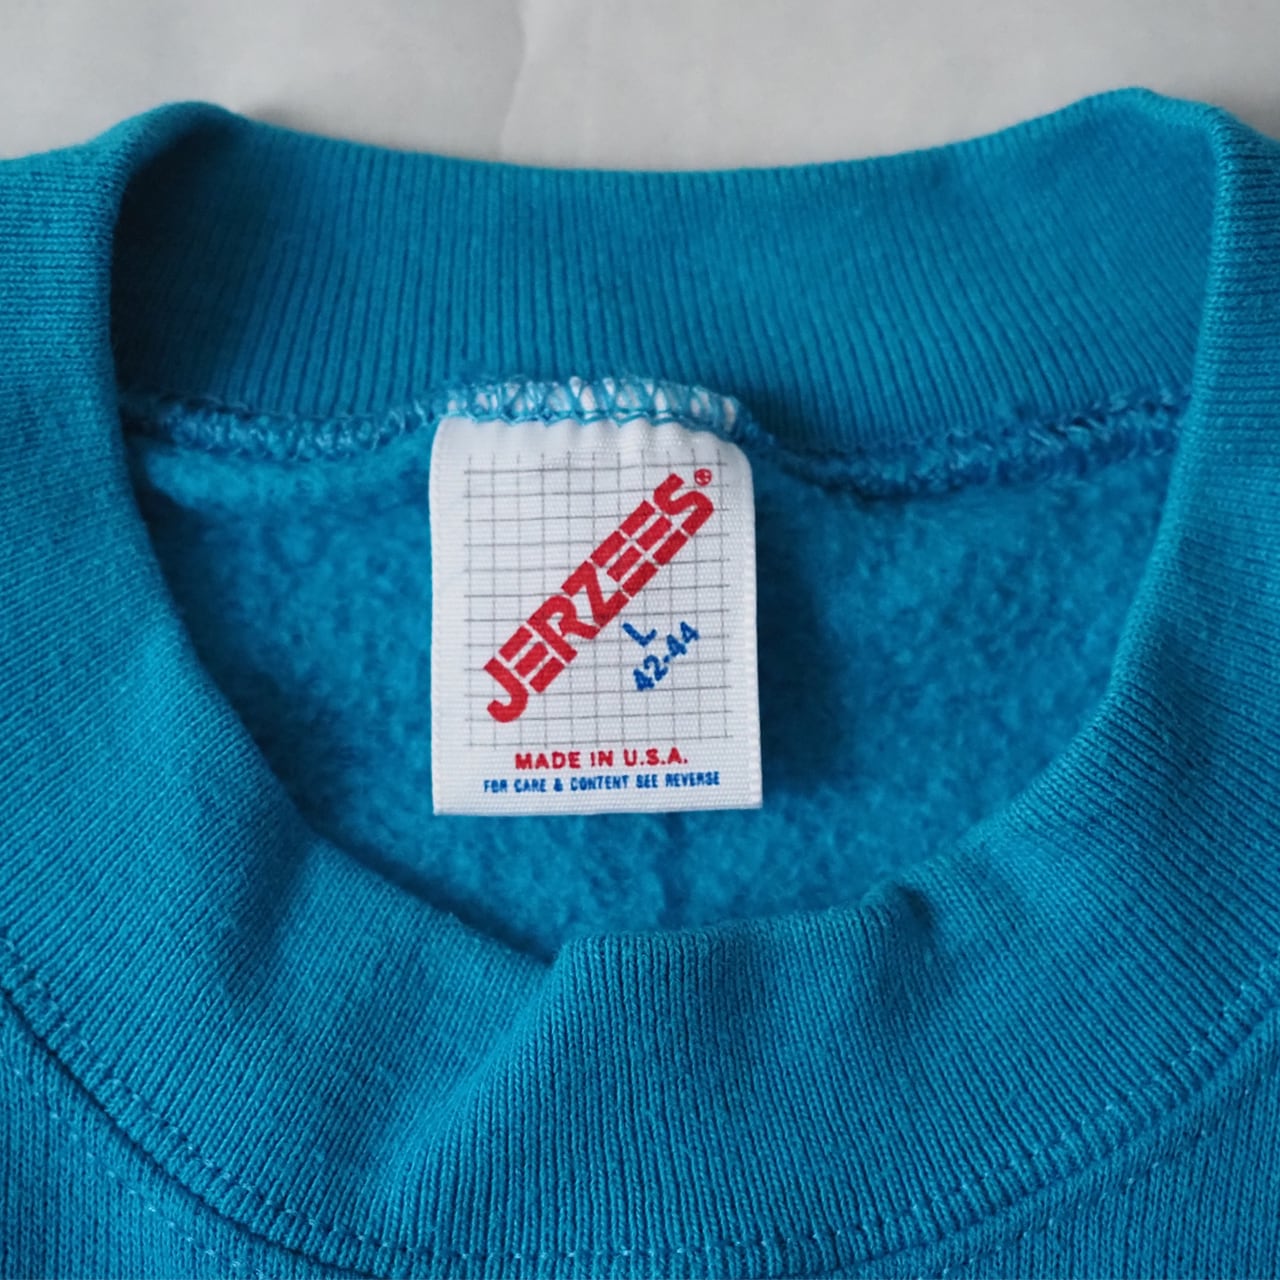 JERZEES®
L
42-44
MADE IN U.S.A.
FOR CARE & CONTENT SEE REVERSE